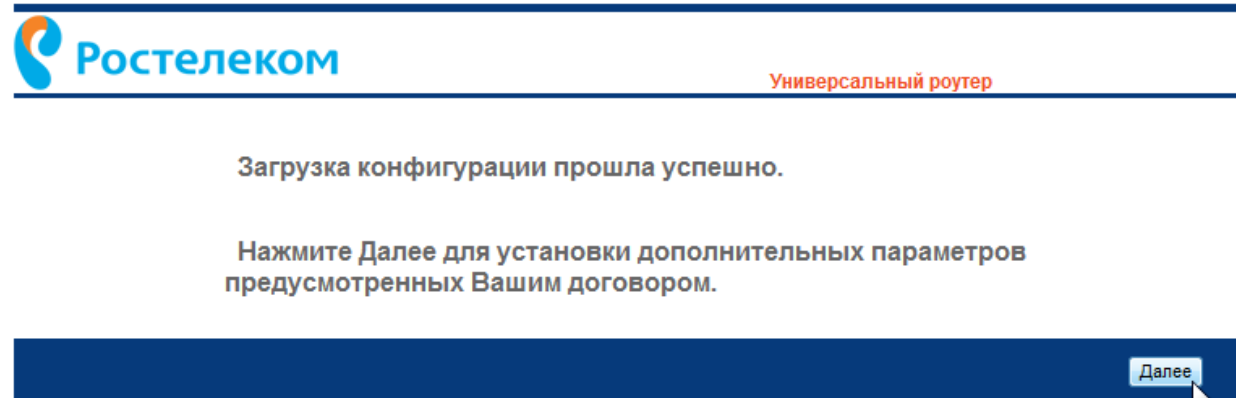 Ростелеком
Универсальный роутер
Загрузка конфигурации прошла успешно.
Нажмите Далее для установки дополнительных параметров
предусмотренных Вашим договором.
Далее